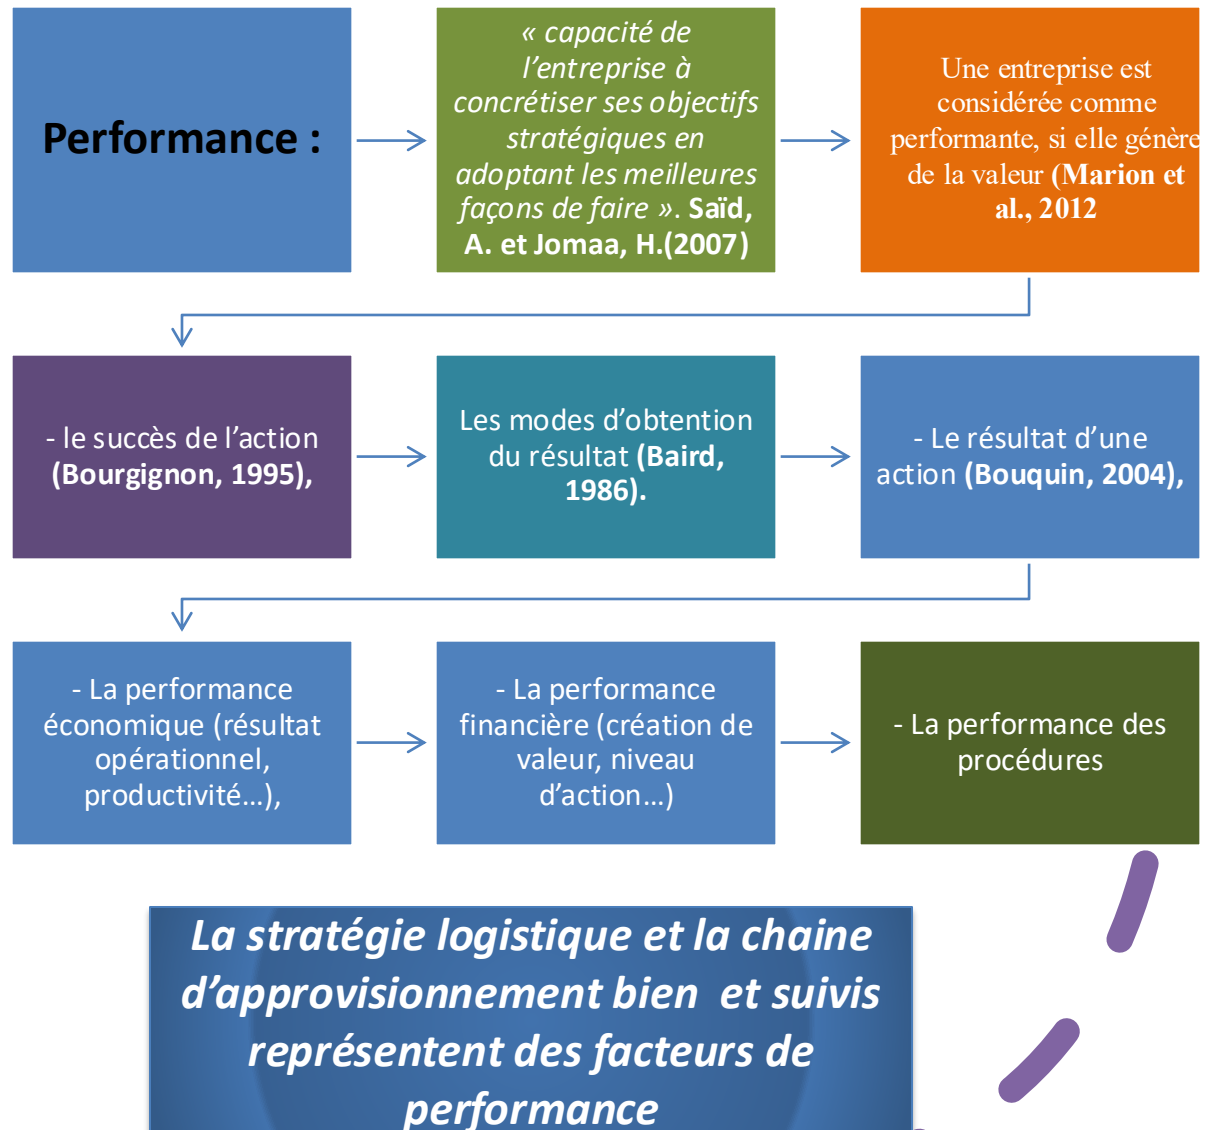 Performance :
« capacité de
l’entreprise à
concrétiser ses objectifs
stratégiques en
adoptant les meilleures
façons de faire ». Saïd,
A. et Jomaa, H.(2007)
Une entreprise est
considérée comme
performante, si elle génère
de la valeur (Marion et
al., 2012
- le succès de l’action
(Bourgignon, 1995),
Les modes d’obtention
du résultat (Baird,
1986).
- Le résultat d’une
action (Bouquin, 2004),
- La performance
économique (résultat
opérationnel,
productivité…),
- La performance
financière (création de
valeur, niveau
d’action…)
- La performance des
procédures
La stratégie logistique et la chaine
d’approvisionnement bien  et suivis
représentent des facteurs de
performance